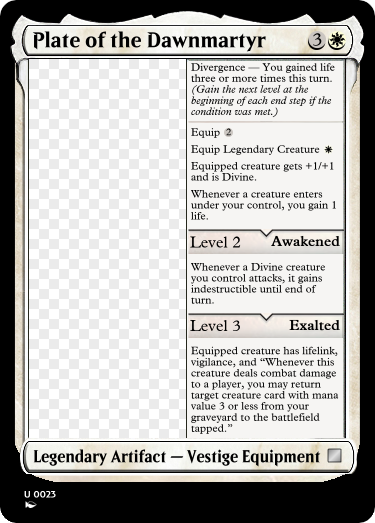 Plate of the Dawnmartyr 3
Divergence — You gained life
three or more times this turn.
(Gain the next level at the
beginning of each end step if the
condition was met.)
Equip 2
Equip Legendary Creature
Equipped creature gets +1/+1
and is Divine.
Whenever a creature enters
under your control, you gain 1
life.
Level 2 Awakened
Whenever a Divine creature
you control attacks, it gains
indestructible until end of
turn.
Level 3 Exalted
Equipped creature has lifelink,
vigilance, and “Whenever this
creature deals combat damage
to a player, you may return
target creature card with mana
value 3 or less from your
graveyard to the battlefield
tapped.”
Legendary Artifact — Vestige Equipment
U 0023